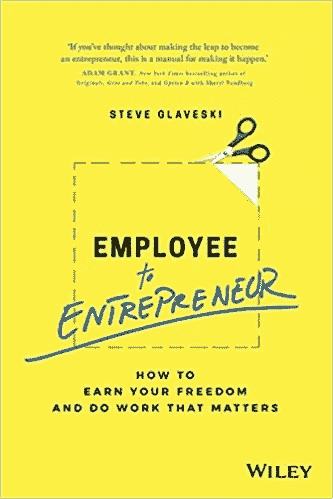 ‘If you've thought about making the leap to become
an entrepreneur, this is a manual for making it happen.’
ADAM GRANT, New York Times bestselling author of
Originals, Give and Take, and Option B with Sheryl Sandberg
STEVE GLAVESKI
EMPLOYEE
to
ENTREPRENEUR
HOW TO
EARN YOUR FREEDOM
AND DO WORK THAT MATTERS
WILEY